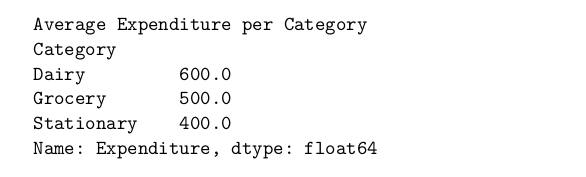 Average Expenditure per Category
Category
Dairy 600.0
Grocery 500.0
Stationary 400.0
Name: Expenditure, dtype: float64